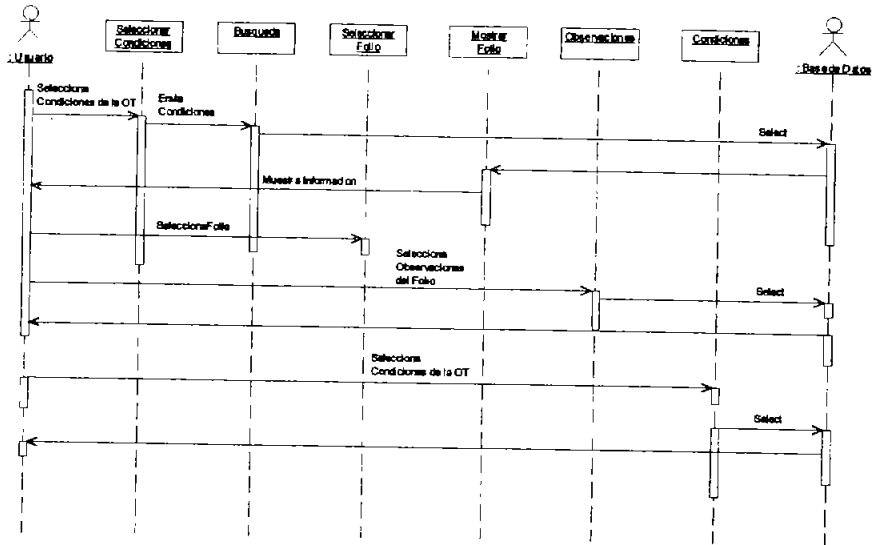 Seleccionar
Condiciones
Busqueda
Seleccionar
Folio
Mostrar
Folio
Observaciones
Condiciones
: Usuario
: Base de Datos
Selecciona
Condiciones de la OT
Envia
Condiciones
Select
Muestra Informacion
SeleccionaFolio
Selecciona
Observaciones
del Folio
Select
Selecciona
Condiciones de la OT
Select